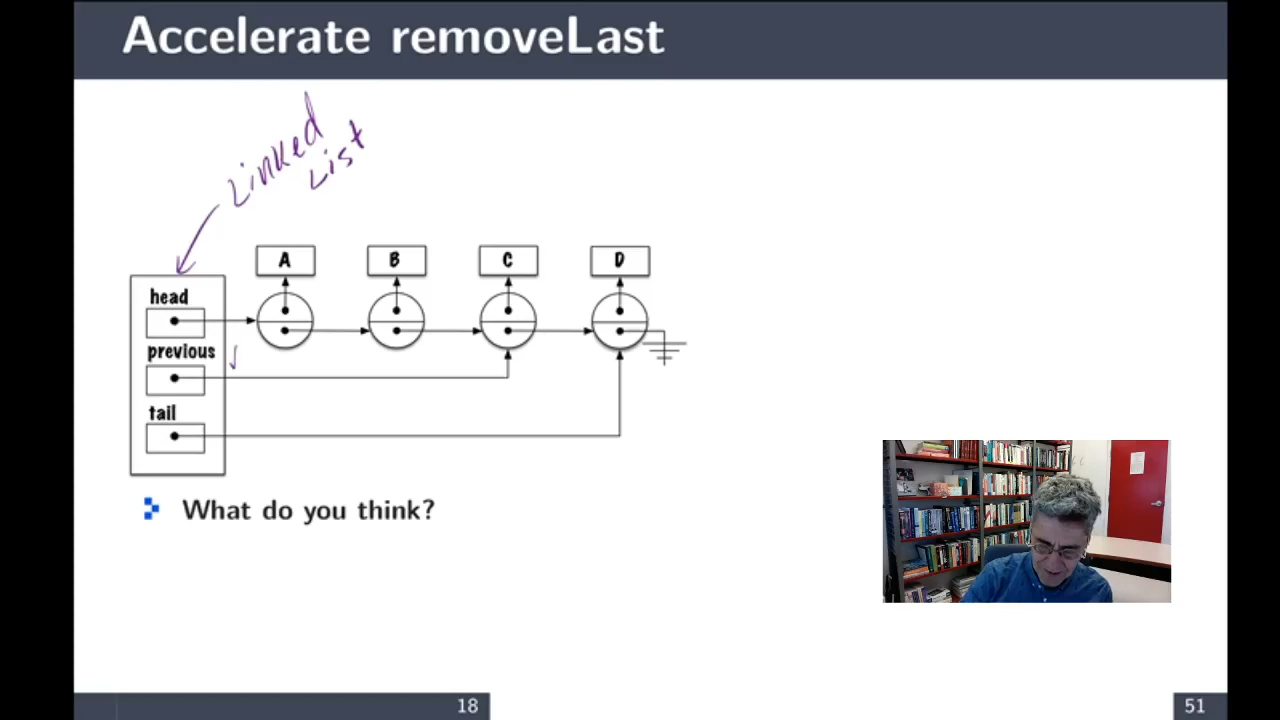 Accelerate removeLast
Linked
List
A
B
C
D
head
previous
tail
What do you think?
18
51